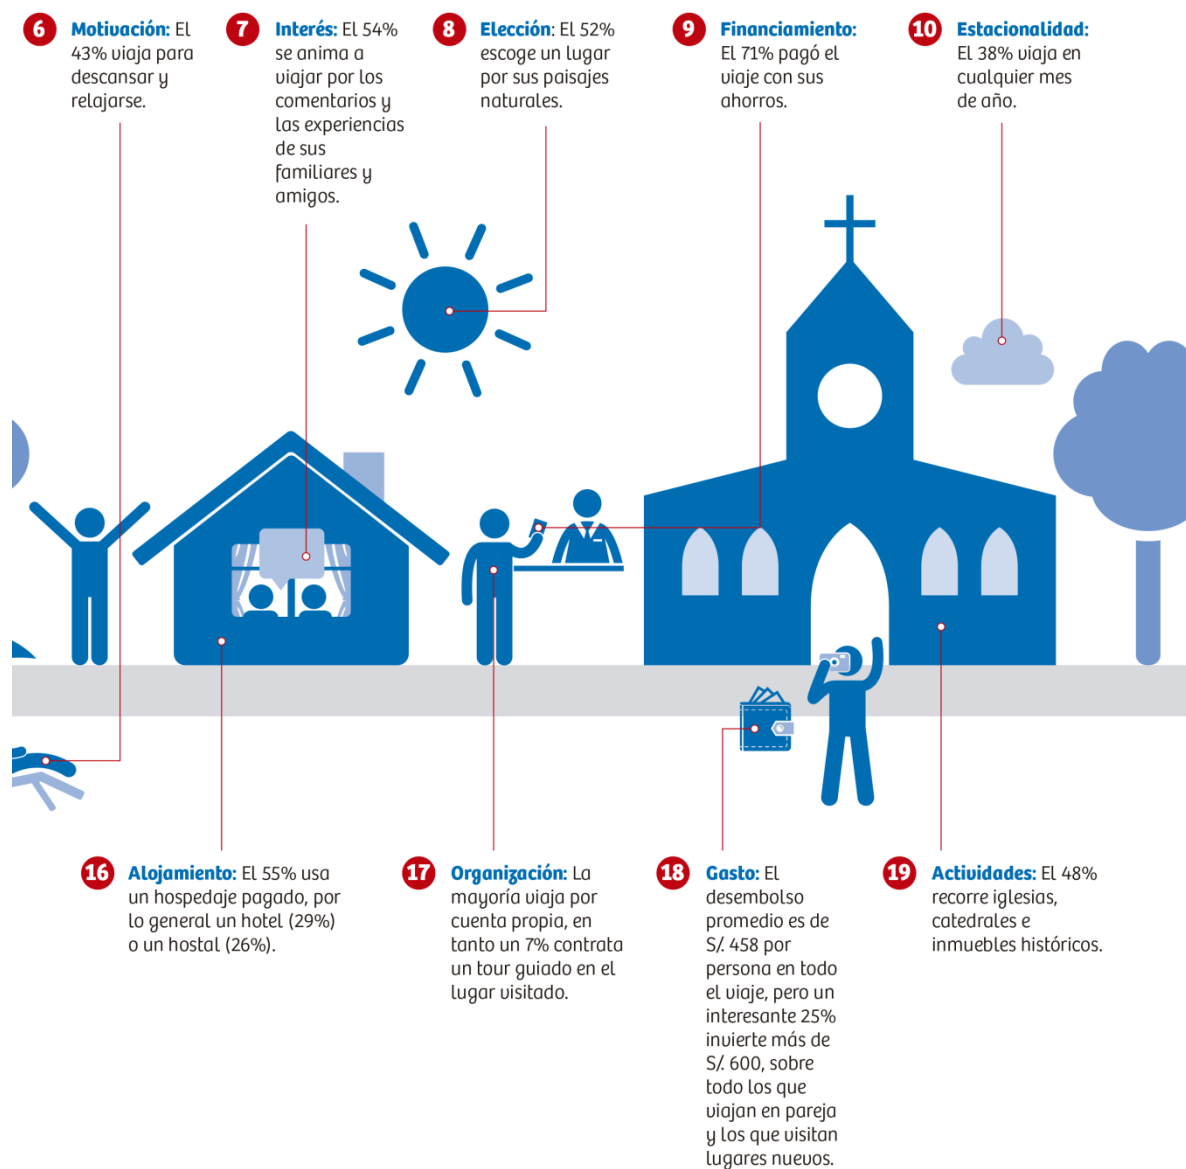 6
Motivación: El
43% viaja para
descansar y
relajarse.
7
Interés: El 54%
se anima a
viajar por los
comentarios y
las experiencias
de sus
familiares y
amigos.
8
Elección: El 52%
escoge un lugar
por sus paisajes
naturales.
9
Financiamiento:
El 71% pagó el
viaje con sus
ahorros.
10
Estacionalidad:
El 38% viaja en
cualquier mes
de año.
16
Alojamiento: El 55% usa
un hospedaje pagado, por
lo general un hotel (29%)
o un hostal (26%).
17
Organización: La
mayoría viaja por
cuenta propia, en
tanto un 7% contrata
un tour guiado en el
lugar visitado.
18
Gasto: El
desembolso
promedio es de
S/. 458 por
persona en todo
el viaje, pero un
interesante 25%
invierte más de
S/. 600, sobre
todo los que
viajan en pareja
y los que visitan
lugares nuevos.
19
Actividades: El 48%
recorre iglesias,
catedrales e
inmuebles históricos.